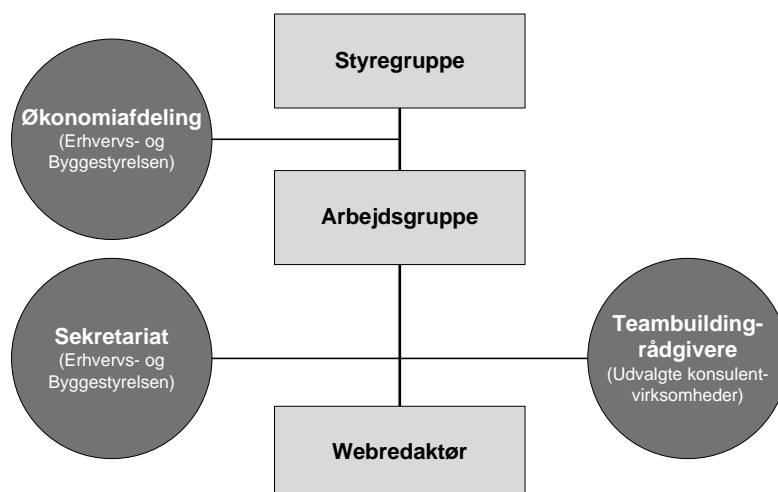 Styregruppe
Økonomiafdeling
(Erhvervs- og
Byggestyrelsen)
Arbejdsgruppe
Sekretariat
(Erhvervs- og
Byggestyrelsen)
Teambuilding-
rådgivere
(Udvalgte konsulent-
virksomheder)
Webredaktør